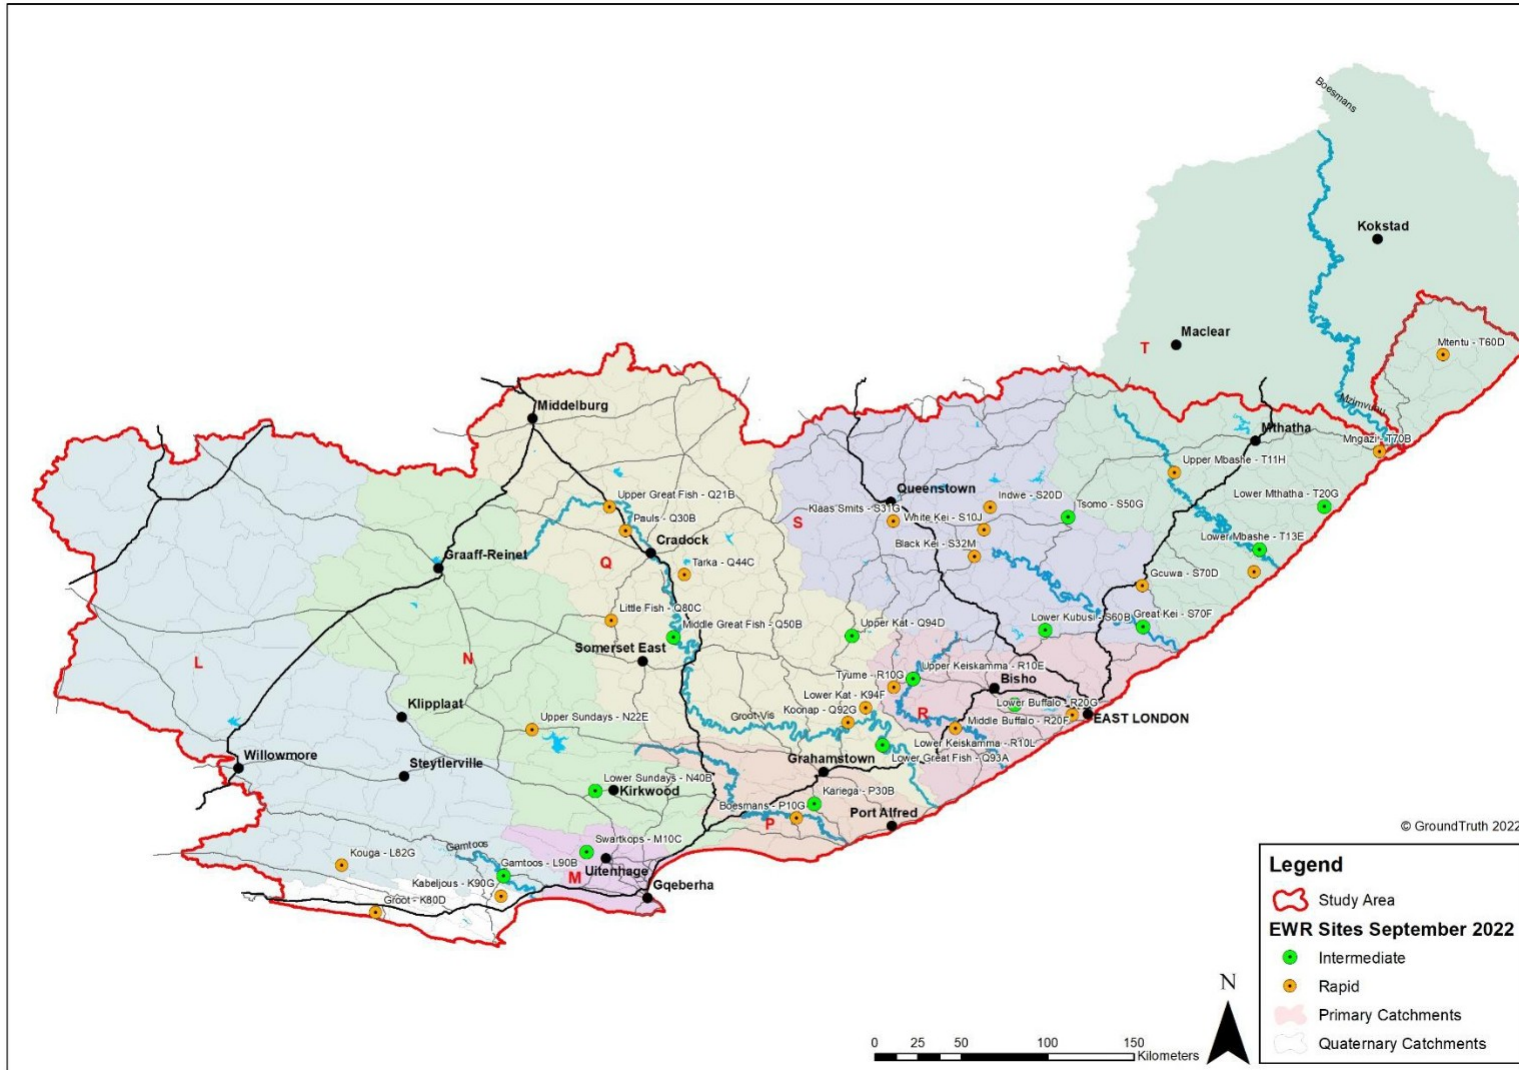 Boesmans
Kokstad
Maclear
T
Mtentu - T60D
Mzimvubu
Middelburg
Mthatha
Mngazi - T70B
Upper Mbashe - T11H
Queenstown
Indwe - S20D
Lower Mthatha - T20G
Upper Great Fish - Q21B
Klaas Smits - S31G
Tsomo - S50G
S
White Kei - S10J
Pauls - Q30B
Lower Mbashe - T13E
Cradock
Black Kei - S32M
Graaff-Reinet
Q
Tarka - Q44C
Gcuwa - S70D
Little Fish - Q80C
Middle Great Fish - Q50B
Upper Kat - Q94D
Lower Kubusi - S60B
Great Kei - S70F
Somerset East
L
N
Upper Keiskamma - R10E
Tyume - R10G
Bisho
Lower Kat - K94F
Lower Buffalo - R20G
Klipplaat
Groot-Vis
Koonap - Q92G
R
Middle Buffalo - R20F
EAST LONDON
Upper Sundays - N22E
Lower Keiskamma - R10L
Willowmore
Grahamstown
Lower Great Fish - Q93A
Steytlerville
Lower Sundays - N40B
Kirkwood
Kariega - P30B
Boesmans - P10G
Port Alfred
P
Swartkops - M10C
Gamtoos
Kouga - L82G
Gamtoos - L90B
Uitenhage
M
Kabeljous - K90G
Gqeberha
Groot - K80D
© GroundTruth 2022
Legend
Study Area
EWR Sites September 2022
Intermediate
Rapid
Primary Catchments
Quaternary Catchments
N
0 25 50 100 150
Kilometers